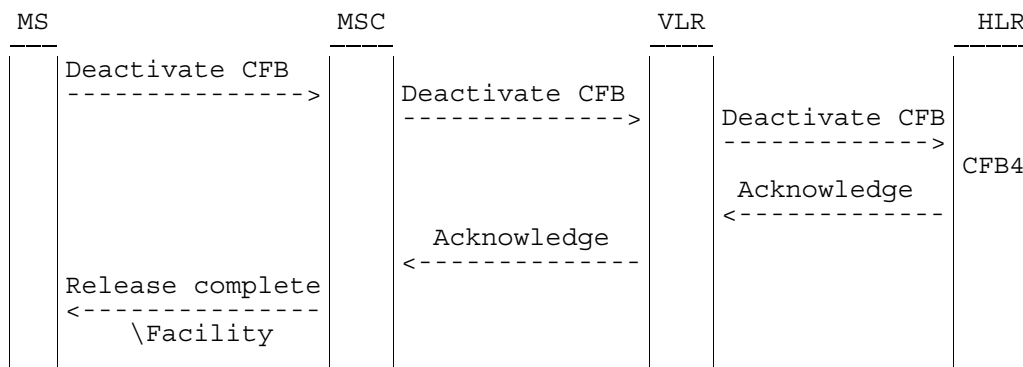 MS MSC VLR HLR
Deactivate CFB
---------------> Deactivate CFB
--------------> Deactivate CFB
------------->
CFB4
Acknowledge
<-------------
Acknowledge
<--------------
Release complete
<---------------
\Facility